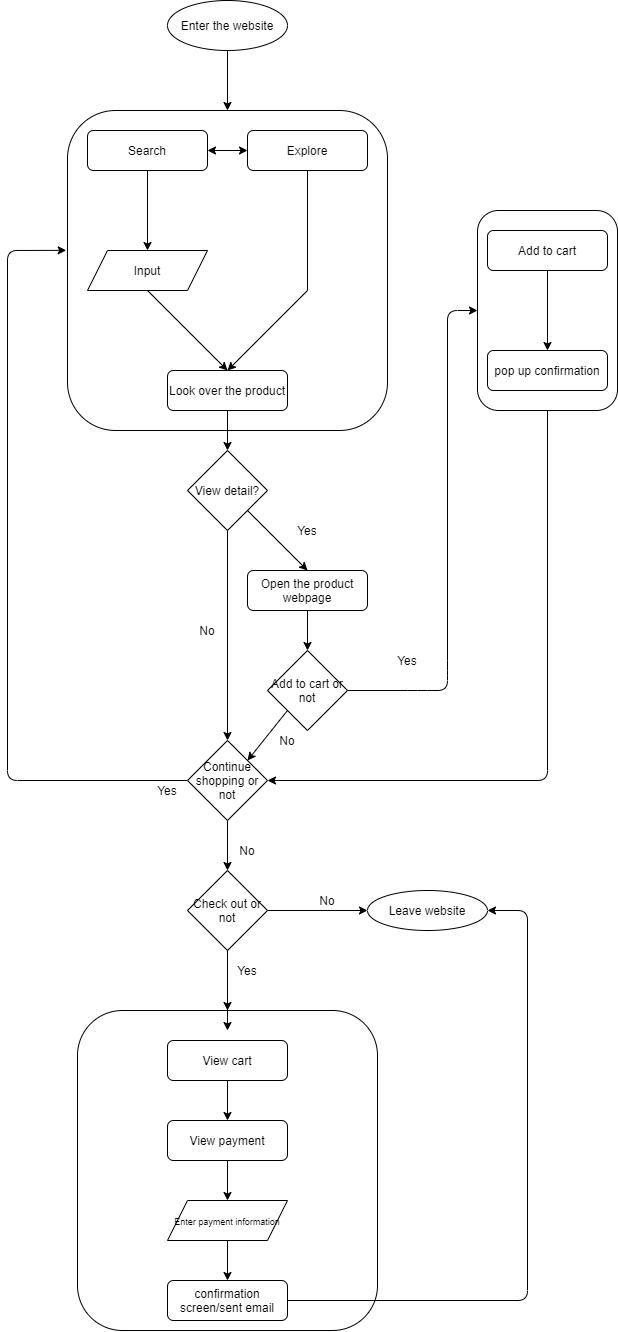 Enter the website
Search
Explore
Input
Add to cart
pop up confirmation
Look over the product
View detail?
Yes
Open the product
webpage
No
Yes
Add to cart or
not
No
Continue
shopping or
not
Yes
No
Check out or
not
No
Leave website
Yes
View cart
View payment
Enter payment information
confirmation
screen/sent email